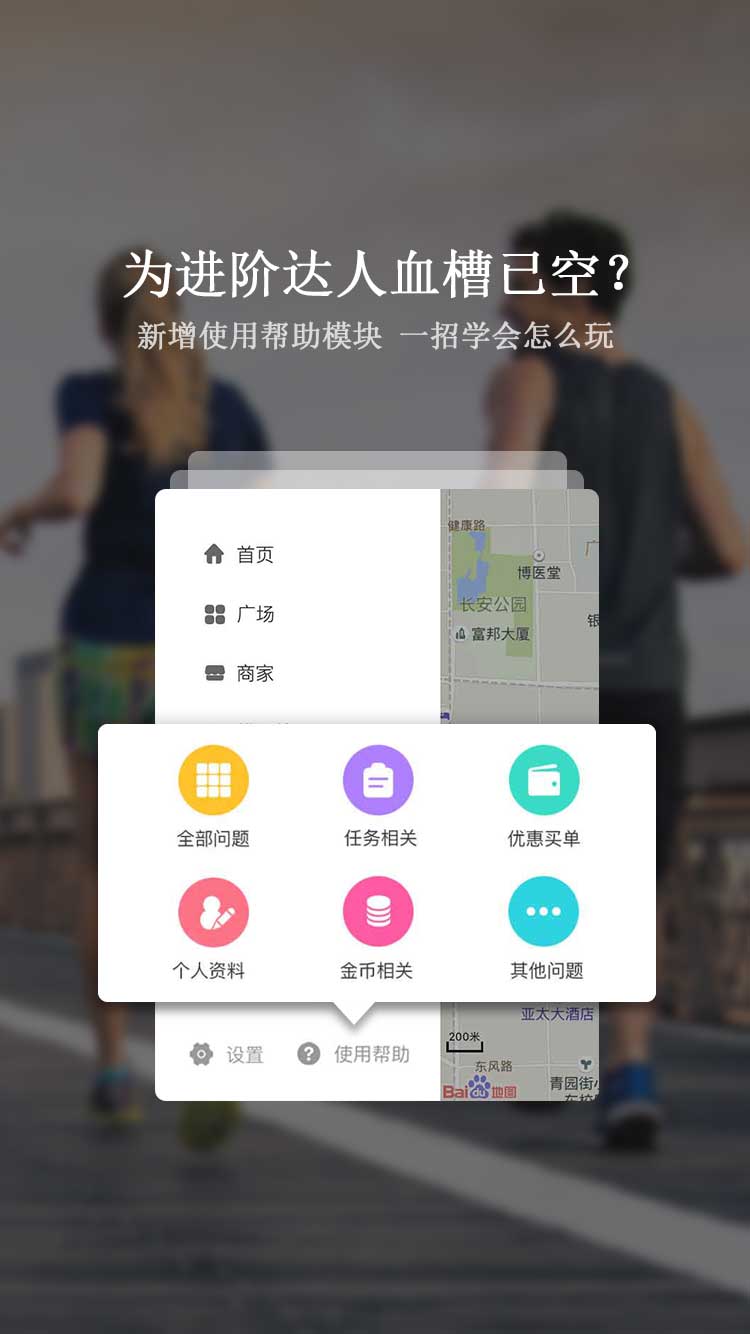 为进阶达人血槽已空?
新增使用帮助模块 一招学会怎么玩
首页
广场
商家
健康路
博医堂
长安公园
富邦大厦
广
银
全部问题
任务相关
优惠买单
个人资料
金币相关
其他问题
亚太大酒店
设置
使用帮助
200米
东风路
青园街
Baidu地图